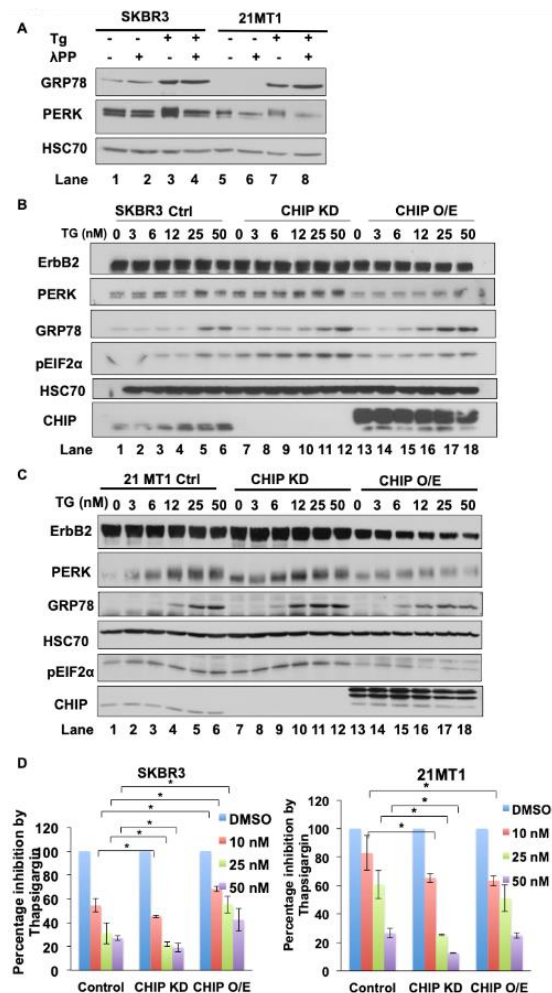 A
SKBR3 21MT1
Tg - - + + - - + +
λPP - + - + - + - +
GRP78
PERK
HSC70
Lane 1 2 3 4 5 6 7 8
B
SKBR3 Ctrl CHIP KD CHIP O/E
TG (nM) 0 3 6 12 25 50 0 3 6 12 25 50 0 3 6 12 25 50
ErbB2
PERK
GRP78
pEIF2α
HSC70
CHIP
Lane 1 2 3 4 5 6 7 8 9 10 11 12 13 14 15 16 17 18
C
21 MT1 Ctrl CHIP KD CHIP O/E
TG (nM) 0 3 6 12 25 50 0 3 6 12 25 50 0 3 6 12 25 50
ErbB2
PERK
GRP78
HSC70
pEIF2α
CHIP
Lane 1 2 3 4 5 6 7 8 9 10 11 12 13 14 15 16 17 18
D
SKBR3
* * * * * *
Percentage inhibition by
Thapsigargin
120
100
80
60
40
20
0
Control CHIP KD CHIP O/E
DMSO
10 nM
25 nM
50 nM
21MT1
* * * *
Percentage inhibition by
Thapsigargin
120
100
80
60
40
20
0
Control CHIP KD CHIP O/E
DMSO
10 nM
25 nM
50 nM